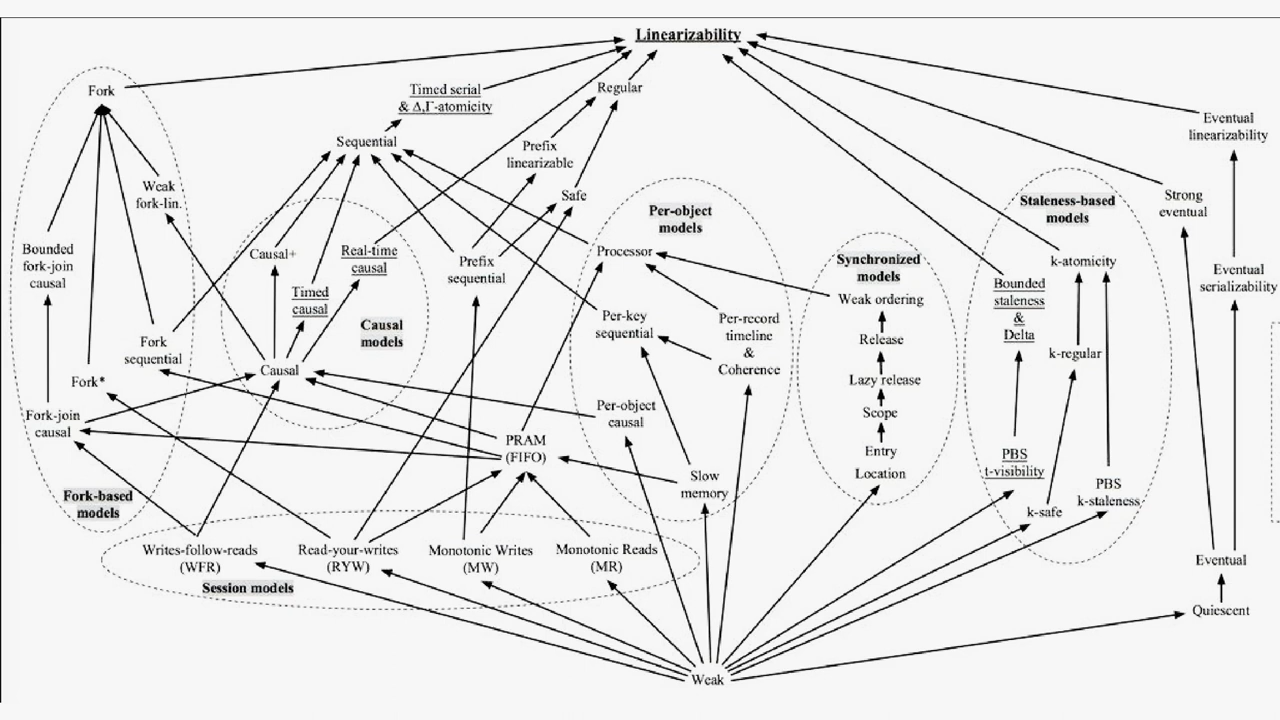 Linearizability
Fork
Timed serial
& Δ,Γ-atomicity
Regular
Sequential
Prefix
linearizable
Eventual
linearizability
Weak
fork-lin.
Safe
Strong
eventual
Staleness-based
models
Per-object
models
Bounded
fork-join
causal
Causal+
Real-time
causal
Prefix
sequential
Processor
Synchronized
models
k-atomicity
Eventual
serializability
Timed
causal
Weak ordering
Bounded
staleness
&
Delta
Causal
models
Per-key
sequential
Per-record
timeline
&
Coherence
Release
k-regular
Fork
sequential
Causal
Fork*
Lazy release
Fork-join
causal
Per-object
causal
Scope
PRAM
(FIFO)
Entry
Location
PBS
t-visibility
Slow
memory
PBS
k-staleness
Fork-based
models
k-safe
Writes-follow-reads
(WFR)
Read-your-writes
(RYW)
Monotonic Writes
(MW)
Monotonic Reads
(MR)
Eventual
Session models
Quiescent
Weak